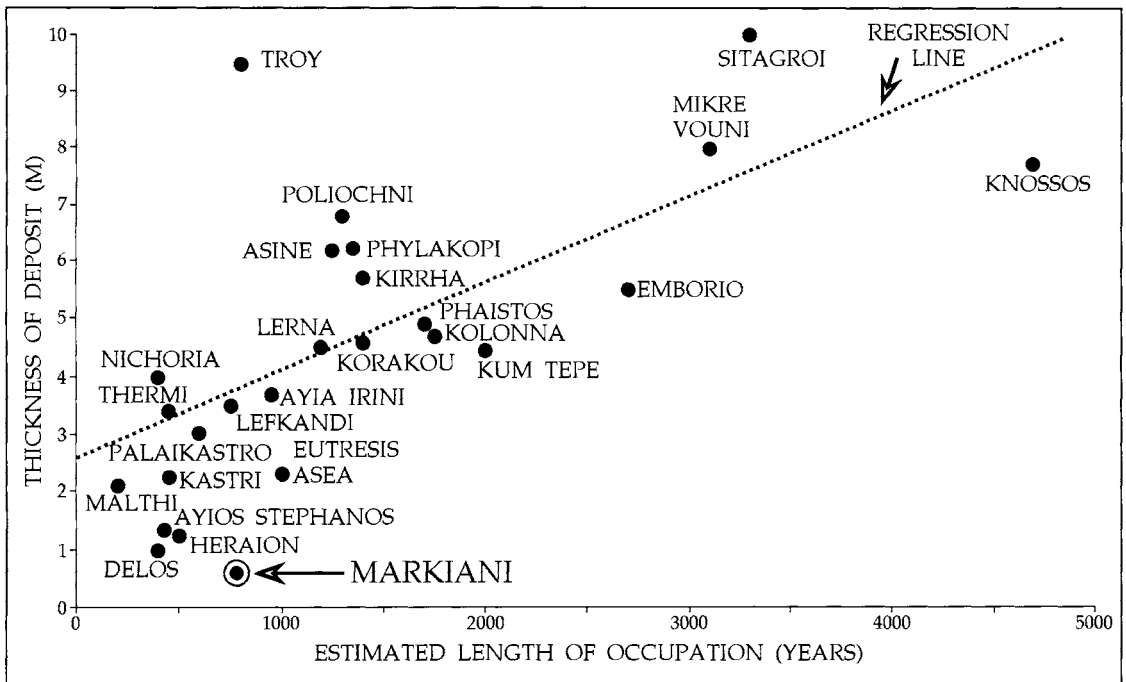 10
9
8
7
6
5
4
3
2
1
0
THICKNESS OF DEPOSIT (M)
TROY
SITAGROI
REGRESSION
LINE
MIKRE
VOUNI
KNOSSOS
POLIOCHNI
ASINE
PHYLAKOPI
KIRRHA
EMBORIO
PHAISTOS
LERNA
KOLONNA
KORAKOU
KUM TEPE
NICHORIA
THERMI
AYIA IRINI
LEFKANDI
PALAIKASTRO
EUTRESIS
KASTRI
ASEA
MALTHI
AYIOS STEPHANOS
HERAION
DELOS
MARKIANI
0
1000
2000
3000
4000
5000
ESTIMATED LENGTH OF OCCUPATION (YEARS)